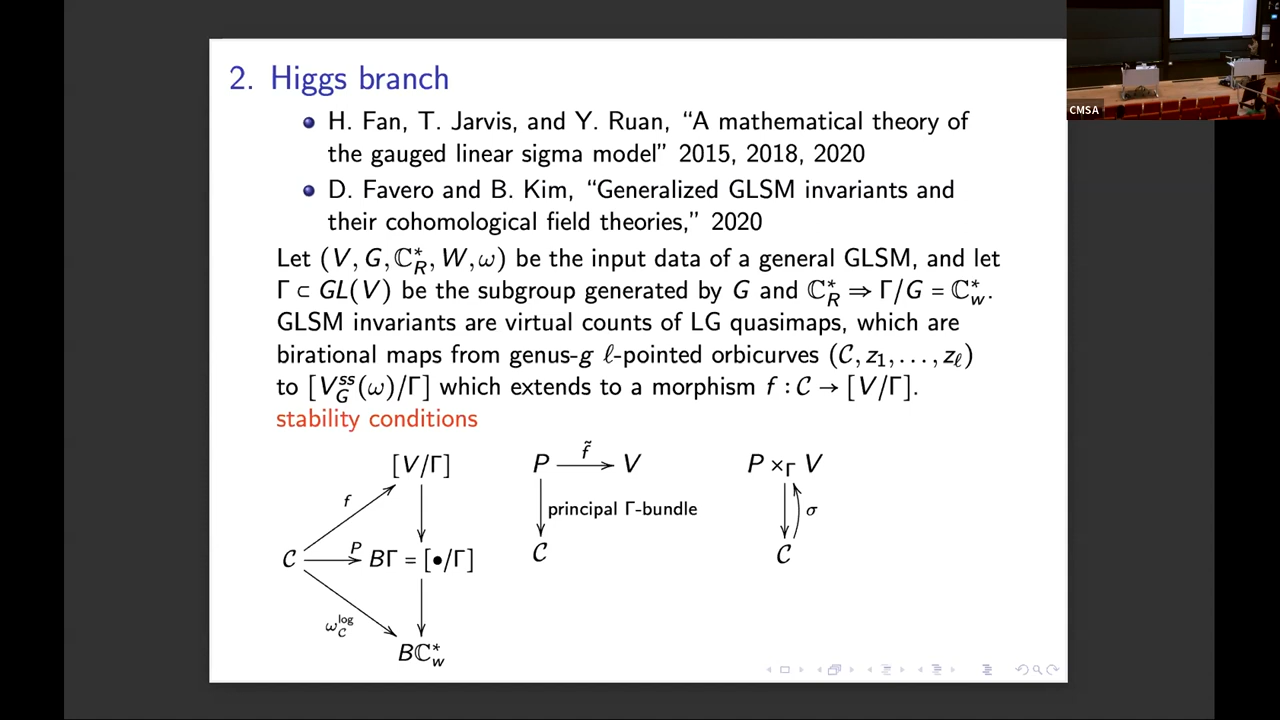 2. Higgs branch
• H. Fan, T. Jarvis, and Y. Ruan, “A mathematical theory of
the gauged linear sigma model” 2015, 2018, 2020
• D. Favero and B. Kim, “Generalized GLSM invariants and
their cohomological field theories,” 2020
Let (V, G, ℂ*_R, W, ω) be the input data of a general GLSM, and let
Γ ⊂ GL(V) be the subgroup generated by G and ℂ*_R ⇒ Γ/G = ℂ*_w.
GLSM invariants are virtual counts of LG quasimaps, which are
birational maps from genus-g ℓ-pointed orbicurves (𝒞, z₁, . . . , z_ℓ)
to [V^ss_G(ω)/Γ] which extends to a morphism f : 𝒞 → [V/Γ].
stability conditions
[V/Γ]
f
𝒞 P BΓ = [•/Γ]
ω^log_𝒞
Bℂ*_w
P f̃ V
principal Γ-bundle
𝒞
P ×_Γ V
σ
𝒞
CMSA